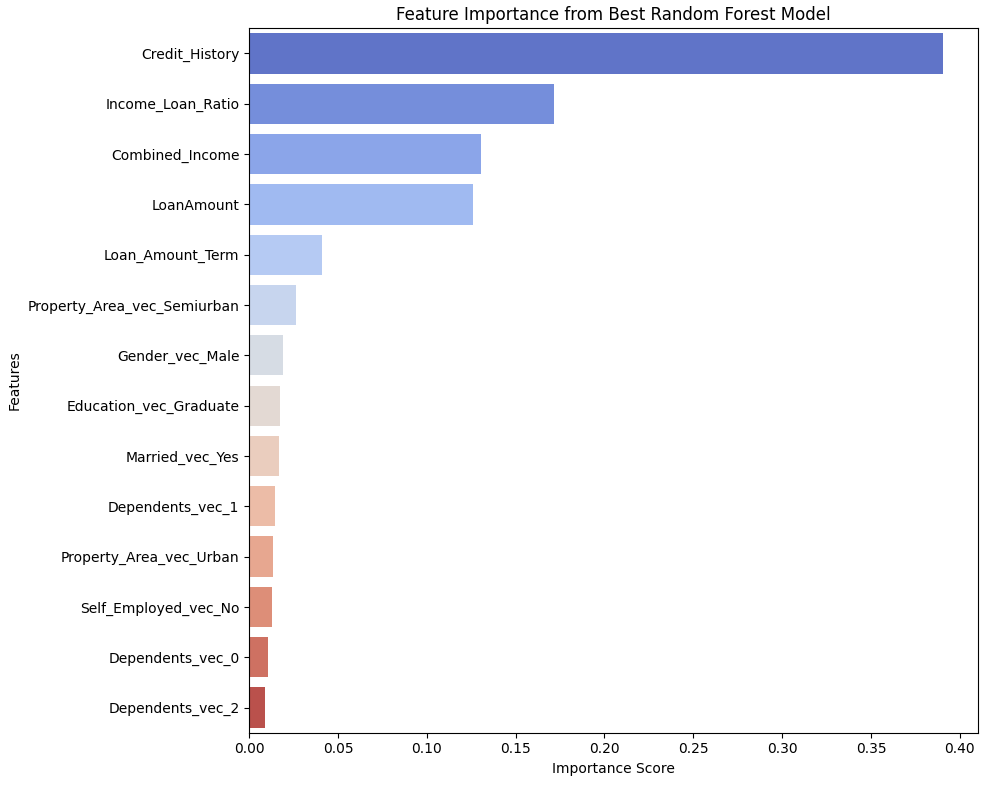 Feature Importance from Best Random Forest Model
Features
Credit_History
Income_Loan_Ratio
Combined_Income
LoanAmount
Loan_Amount_Term
Property_Area_vec_Semiurban
Gender_vec_Male
Education_vec_Graduate
Married_vec_Yes
Dependents_vec_1
Property_Area_vec_Urban
Self_Employed_vec_No
Dependents_vec_0
Dependents_vec_2
0.00 0.05 0.10 0.15 0.20 0.25 0.30 0.35 0.40
Importance Score